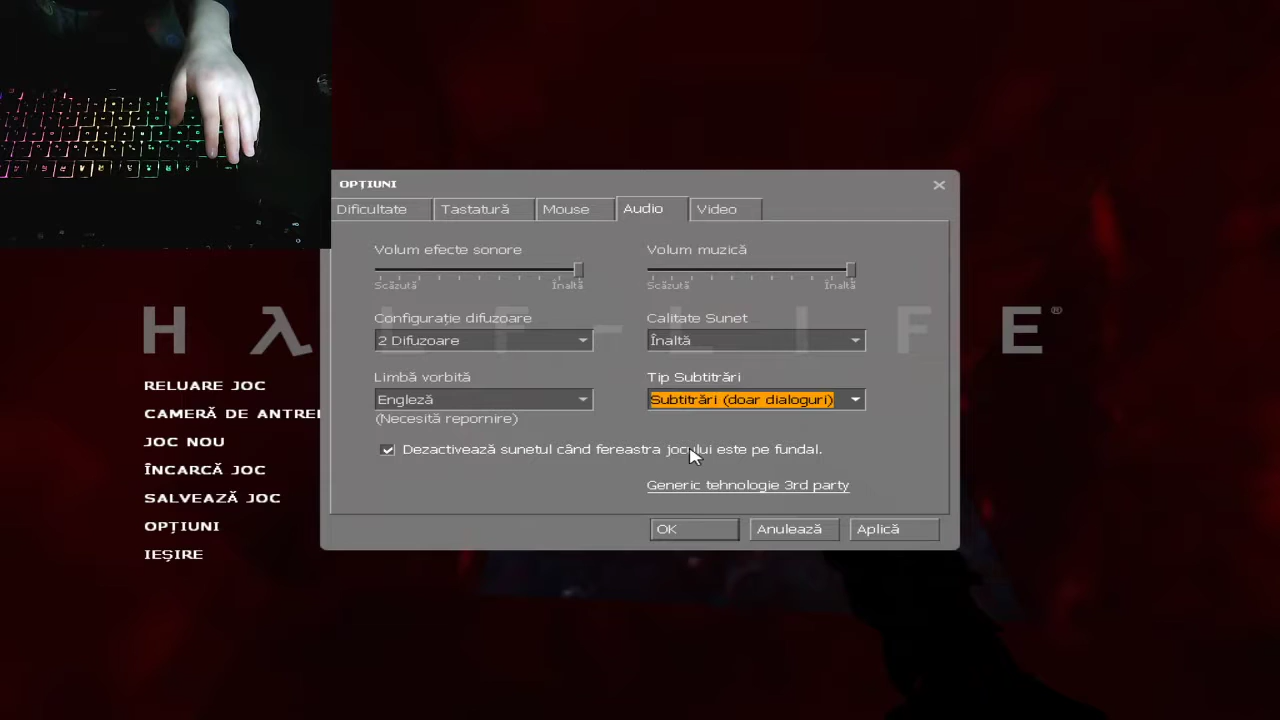 OPȚIUNI
Dificultate
Tastatură
Mouse
Audio
Video
Volum efecte sonore
Scăzută
Înaltă
Volum muzică
Scăzută
Înaltă
Configurație difuzoare
2 Difuzoare
Calitate Sunet
Înaltă
Limbă vorbită
Engleză
(Necesită repornire)
Tip Subtitrări
Subtitrări (doar dialoguri)
Dezactivează sunetul când fereastra jocului este pe fundal.
Generic tehnologie 3rd party
OK
Anulează
Aplică
H λ L F - L I F E ®
RELUARE JOC
CAMERĂ DE ANTRE
JOC NOU
ÎNCARCĂ JOC
SALVEAZĂ JOC
OPȚIUNI
IEȘIRE